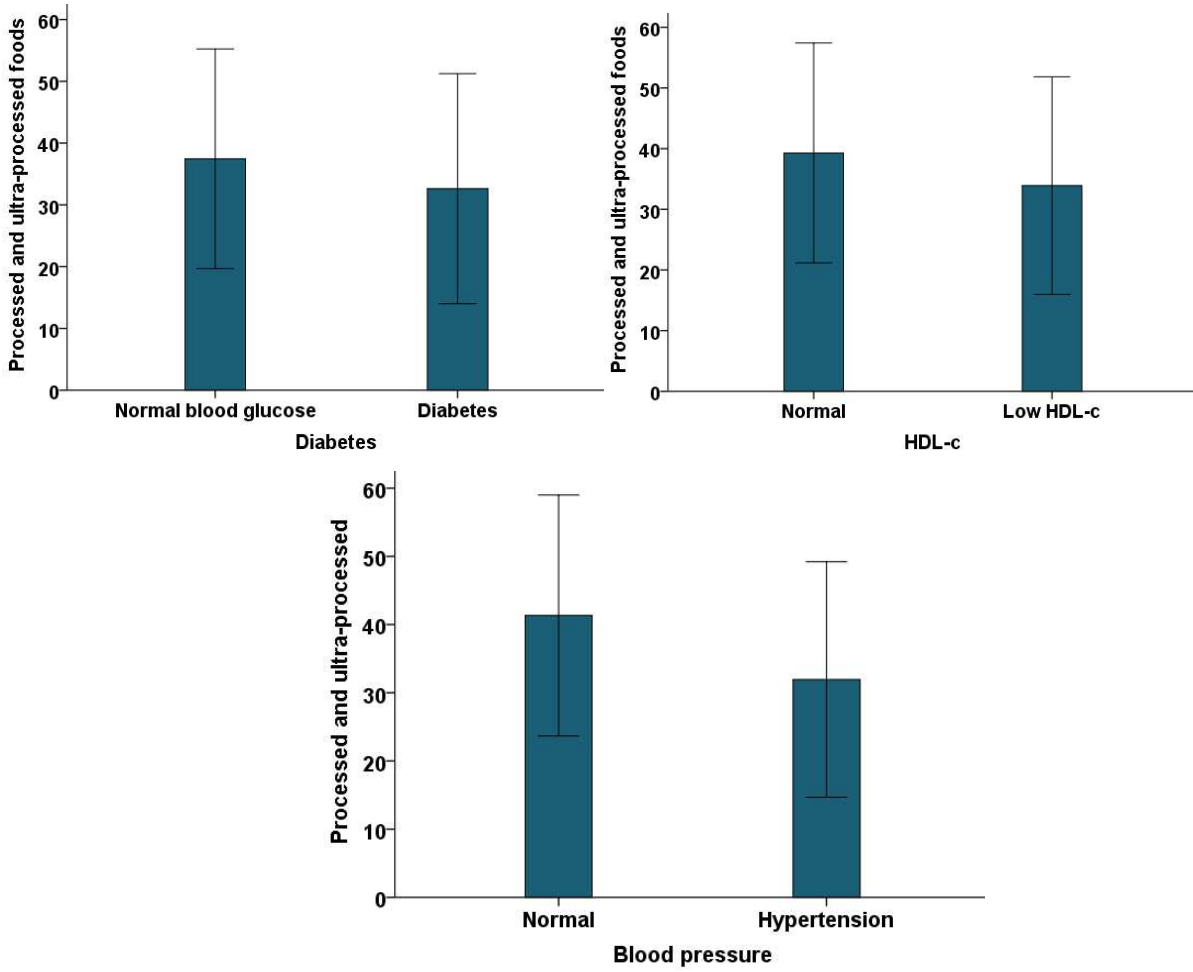 Processed and ultra-processed foods
60
50
40
30
20
10
0
Normal blood glucose
Diabetes
Diabetes
Processed and ultra-processed foods
60
50
40
30
20
10
0
Normal
Low HDL-c
HDL-c
Processed and ultra-processed
60
50
40
30
20
10
0
Normal
Hypertension
Blood pressure